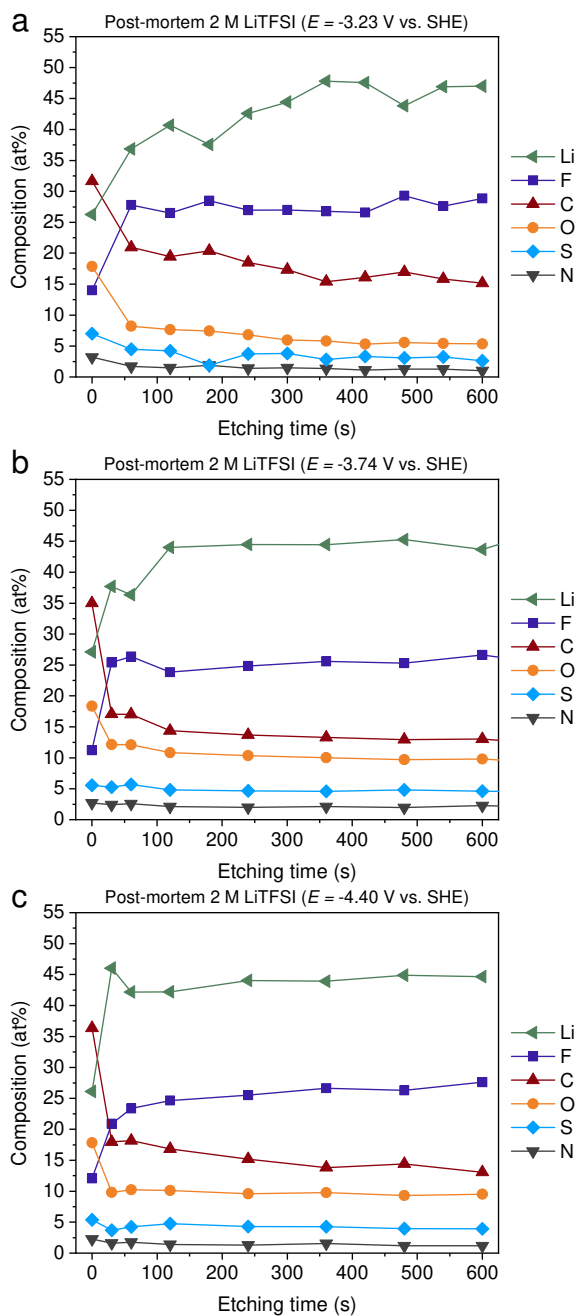 a
Post-mortem 2 M LiTFSI (E = -3.23 V vs. SHE)
55
50
45
40
35
30
25
20
15
10
5
0
Composition (at%)
0 100 200 300 400 500 600
Etching time (s)
Li
F
C
O
S
N
b
Post-mortem 2 M LiTFSI (E = -3.74 V vs. SHE)
55
50
45
40
35
30
25
20
15
10
5
0
Composition (at%)
0 100 200 300 400 500 600
Etching time (s)
Li
F
C
O
S
N
c
Post-mortem 2 M LiTFSI (E = -4.40 V vs. SHE)
55
50
45
40
35
30
25
20
15
10
5
0
Composition (at%)
0 100 200 300 400 500 600
Etching time (s)
Li
F
C
O
S
N